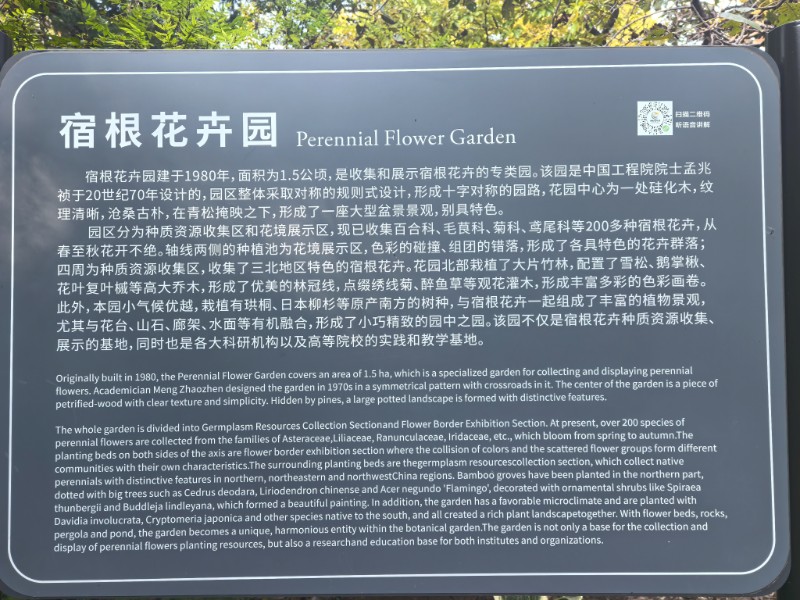 宿根花卉园 Perennial Flower Garden
扫描二维码
听语音讲解
宿根花卉园建于1980年，面积为1.5公顷，是收集和展示宿根花卉的专类园。该园是中国工程院院士孟兆
祯于20世纪70年设计的，园区整体采取对称的规则式设计，形成十字对称的园路，花园中心为一处硅化木，纹
理清晰，沧桑古朴，在青松掩映之下，形成了一座大型盆景景观，别具特色。
园区分为种质资源收集区和花境展示区，现已收集百合科、毛茛科、菊科、鸢尾科等200多种宿根花卉，从
春至秋花开不绝。轴线两侧的种植池为花境展示区，色彩的碰撞、组团的错落，形成了各具特色的花卉群落；
四周为种质资源收集区，收集了三北地区特色的宿根花卉。花园北部栽植了大片竹林，配置了雪松、鹅掌楸、
花叶复叶槭等高大乔木，形成了优美的林冠线，点缀绣线菊、醉鱼草等观花灌木，形成丰富多彩的色彩画卷。
此外，本园小气候优越，栽植有珙桐、日本柳杉等原产南方的树种，与宿根花卉一起组成了丰富的植物景观，
尤其与花台、山石、廊架、水面等有机融合，形成了小巧精致的园中之园。该园不仅是宿根花卉种质资源收集、
展示的基地，同时也是各大科研机构以及高等院校的实践和教学基地。
Originally built in 1980, the Perennial Flower Garden covers an area of 1.5 ha, which is a specialized garden for collecting and displaying perennial
flowers. Academician Meng Zhaozhen designed the garden in 1970s in a symmetrical pattern with crossroads in it. The center of the garden is a piece of
petrified-wood with clear texture and simplicity. Hidden by pines, a large potted landscape is formed with distinctive features.
The whole garden is divided into Germplasm Resources Collection Sectionand Flower Border Exhibition Section. At present, over 200 species of
perennial flowers are collected from the families of Asteraceae,Liliaceae, Ranunculaceae, Iridaceae, etc., which bloom from spring to autumn.The
planting beds on both sides of the axis are flower border exhibition section where the collision of colors and the scattered flower groups form different
communities with their own characteristics.The surrounding planting beds are thegermplasm resourcescollection section, which collect native
perennials with distinctive features in northern, northeastern and northwestChina regions. Bamboo groves have been planted in the northern part,
dotted with big trees such as Cedrus deodara, Liriodendron chinense and Acer negundo 'Flamingo', decorated with ornamental shrubs like Spiraea
thunbergii and Buddleja lindleyana, which formed a beautiful painting. In addition, the garden has a favorable microclimate and are planted with
Davidia involucrata, Cryptomeria japonica and other species native to the south, and all created a rich plant landscapetogether. With flower beds, rocks,
pergola and pond, the garden becomes a unique, harmonious entity within the botanical garden.The garden is not only a base for the collection and
display of perennial flowers planting resources, but also a researchand education base for both institutes and organizations.